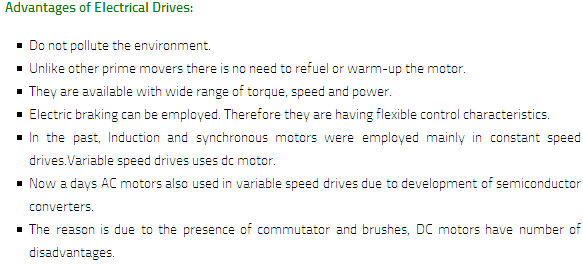 Advantages of Electrical Drives:
▪ Do not pollute the environment.
▪ Unlike other prime movers there is no need to refuel or warm-up the motor.
▪ They are available with wide range of torque, speed and power.
▪ Electric braking can be employed. Therefore they are having flexible control characteristics.
▪ In the past, Induction and synchronous motors were employed mainly in constant speed
drives.Variable speed drives uses dc motor.
▪ Now a days AC motors also used in variable speed drives due to development of semiconductor
converters.
▪ The reason is due to the presence of commutator and brushes, DC motors have number of
disadvantages.